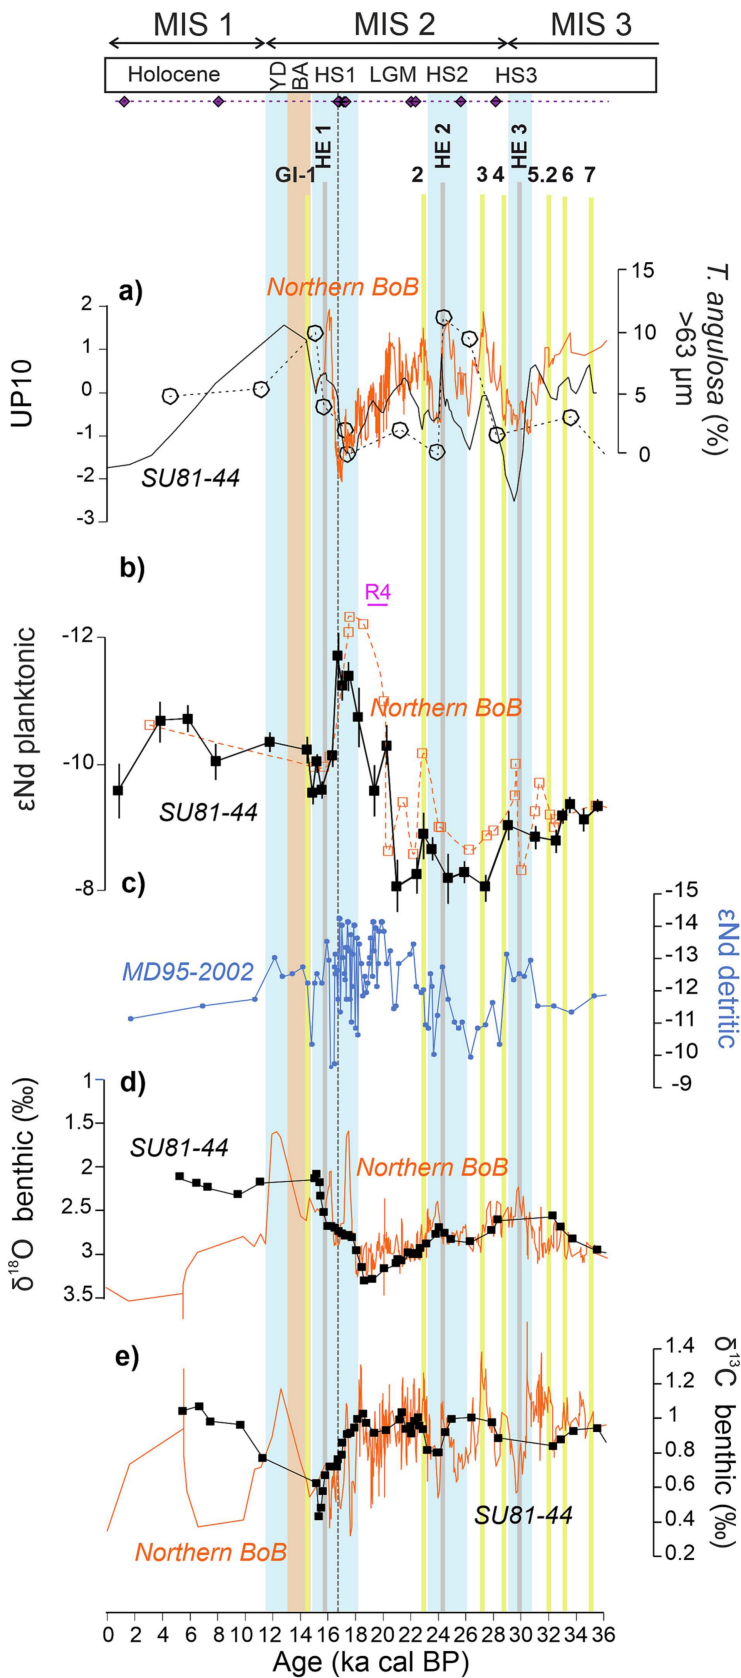 MIS 1 MIS 2 MIS 3
Holocene YD BA HS1 LGM HS2 HS3
HE 1 HE 2 HE 3
GI-1 2 3 4 5.2 6 7
a) Northern BoB
UP10
2
1
0
-1
-2
-3
SU81-44
15
10
5
0
T. angulosa (%)
>63 µm
b)
R4
εNd planktonic
-12
-10
-8
Northern BoB
SU81-44
c)
MD95-2002
-15
-14
-13
-12
-11
-10
-9
εNd detritic
d)
δ18O benthic (‰)
1
1.5
2
2.5
3
3.5
SU81-44
Northern BoB
e)
1.4
1.2
1
0.8
0.6
0.4
0.2
δ13C benthic (‰)
SU81-44
Northern BoB
0 2 4 6 8 10 12 14 16 18 20 22 24 26 28 30 32 34 36
Age (ka cal BP)